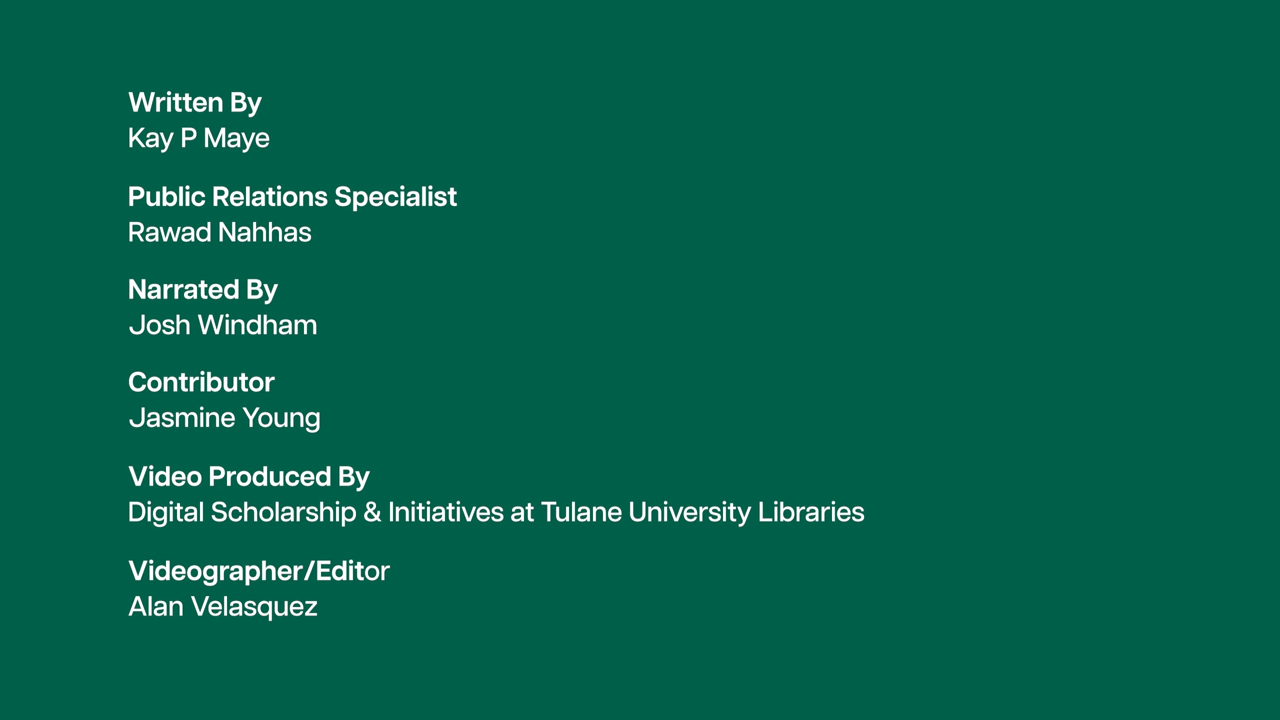 Written By
Kay P Maye
Public Relations Specialist
Rawad Nahhas
Narrated By
Josh Windham
Contributor
Jasmine Young
Video Produced By
Digital Scholarship & Initiatives at Tulane University Libraries
Videographer/Editor
Alan Velasquez